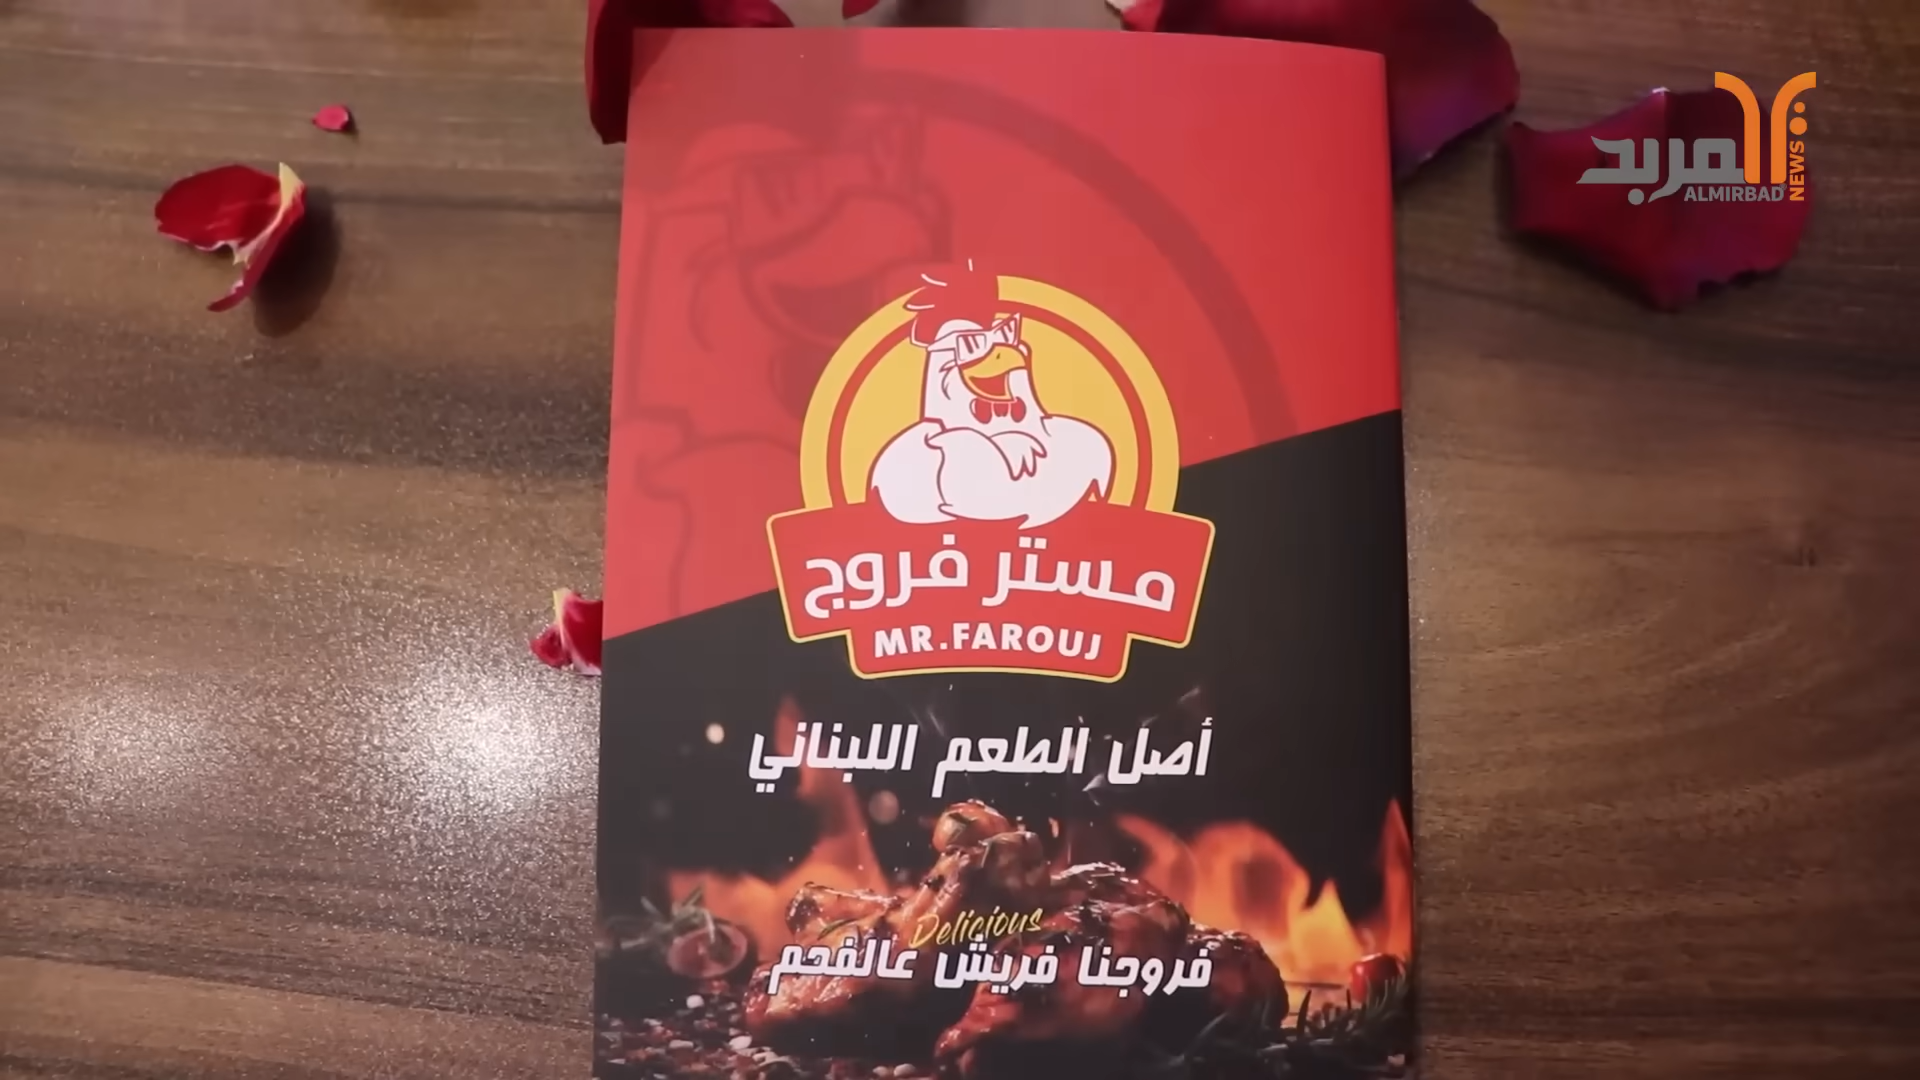 المربد
ALMIRBAD
NEWS
مستر فروج
MR.FAROUJ
أصل الطعم اللبناني
Delicious
فروجنا فريش عالفحم